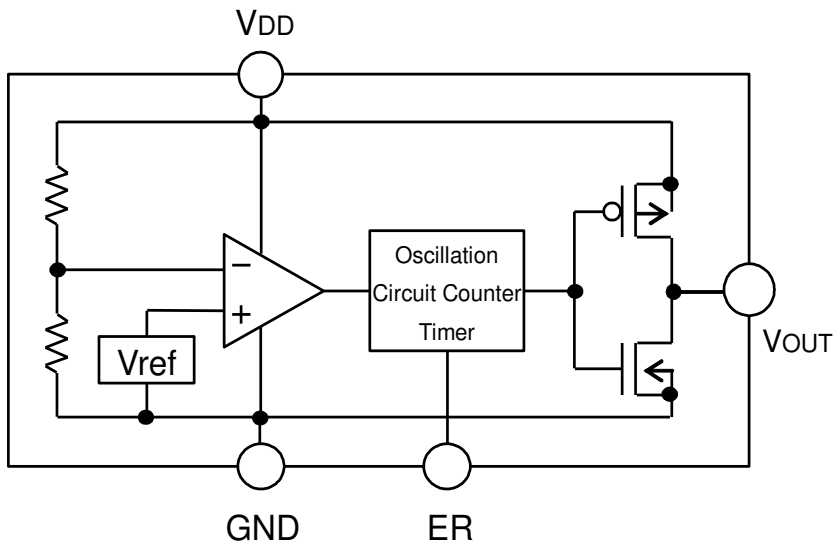 VDD
Oscillation
Circuit Counter
Timer
−
+
Vref
VOUT
GND
ER